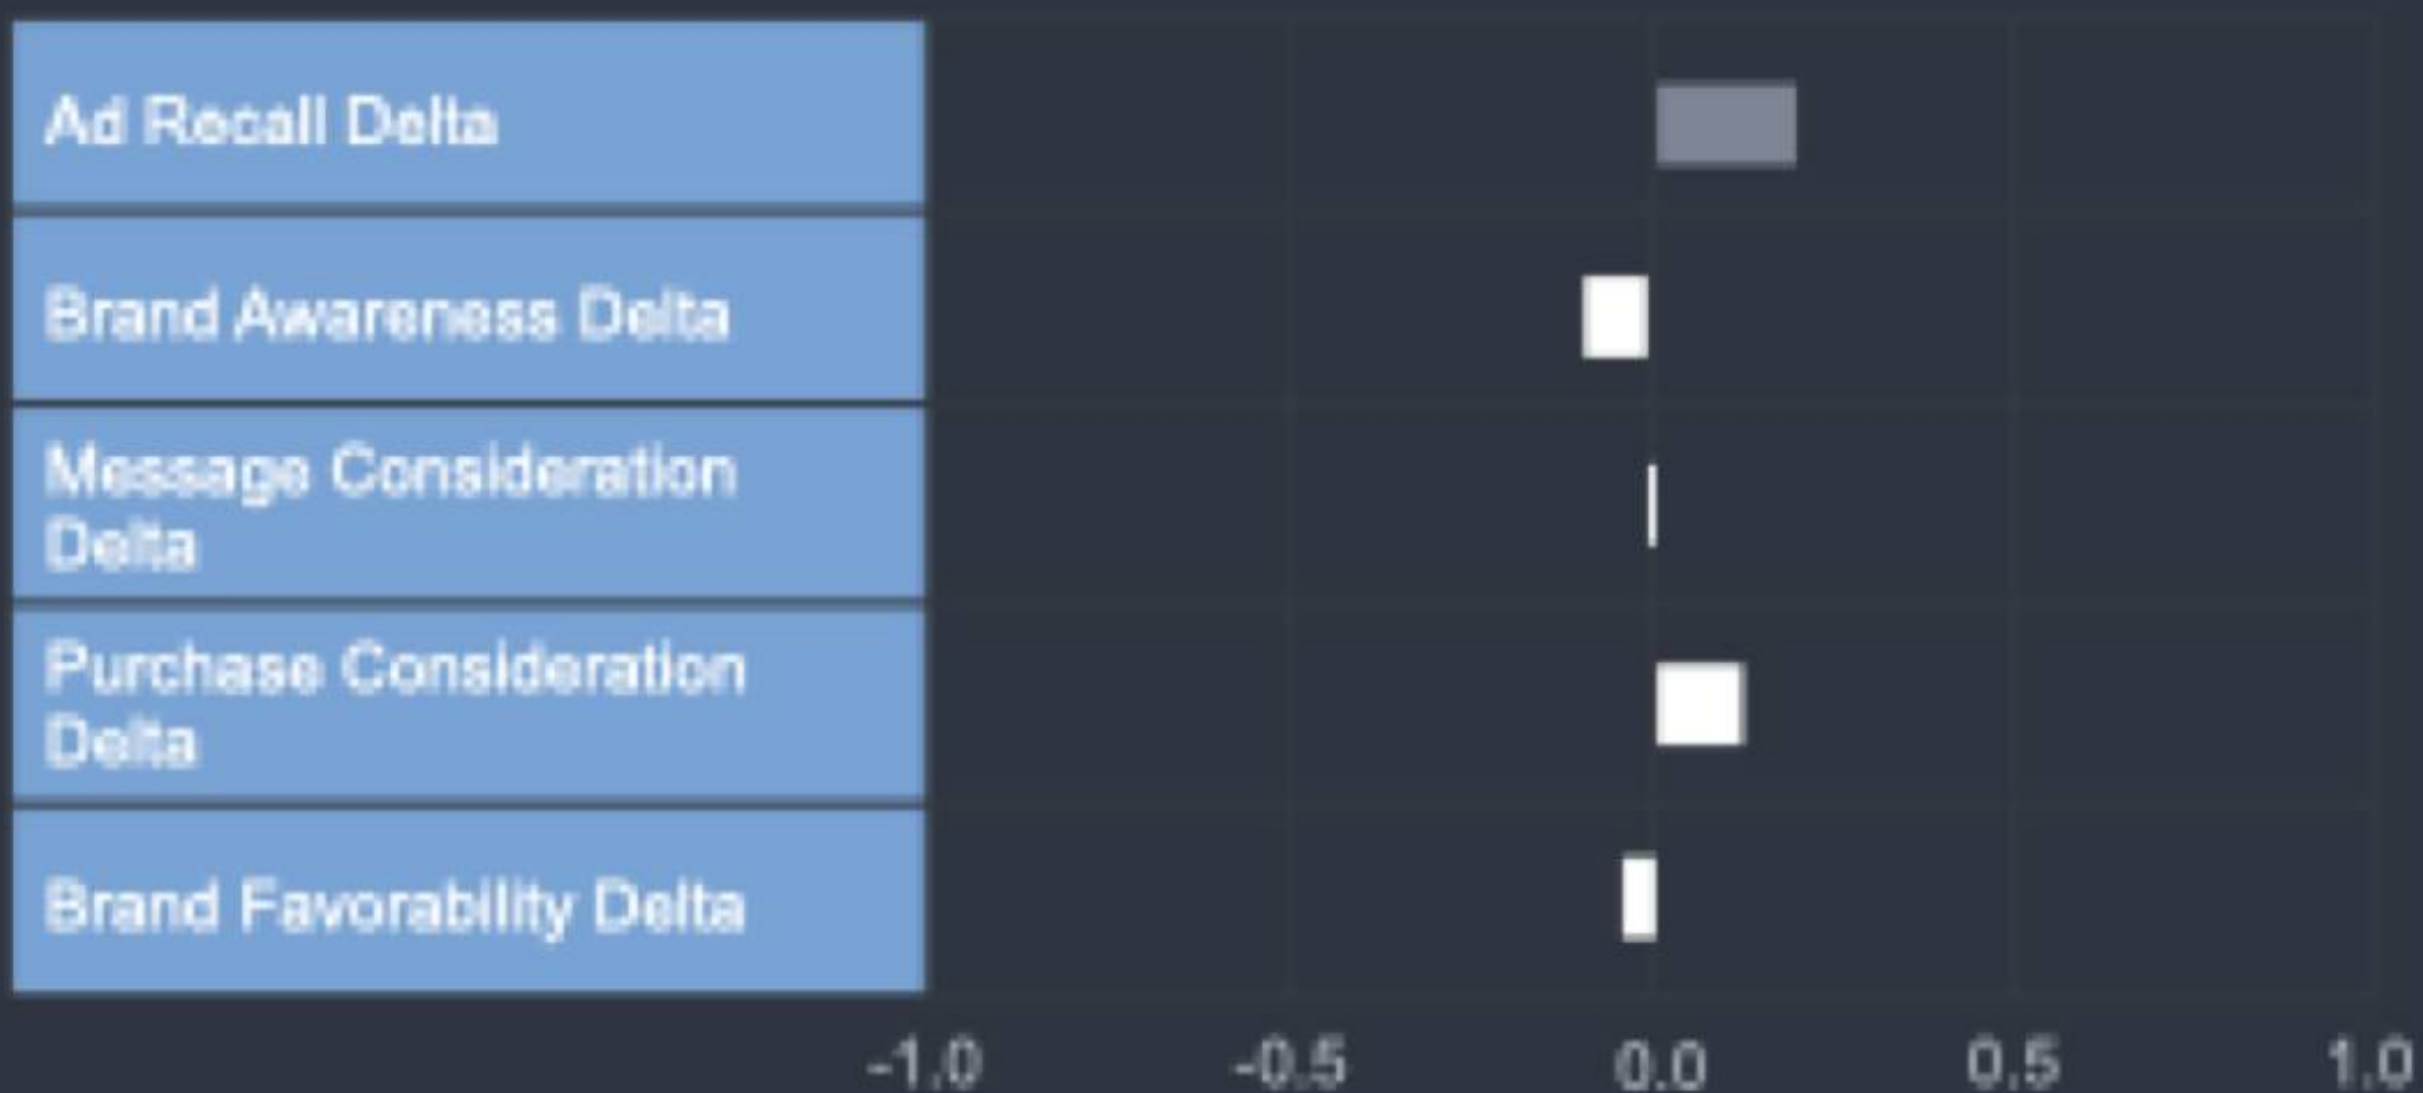 Ad Recall Delta
Brand Awareness Delta
Message Consideration
Delta
Purchase Consideration
Delta
Brand Favorability Delta
-1.0 -0.5 0.0 0.5 1.0